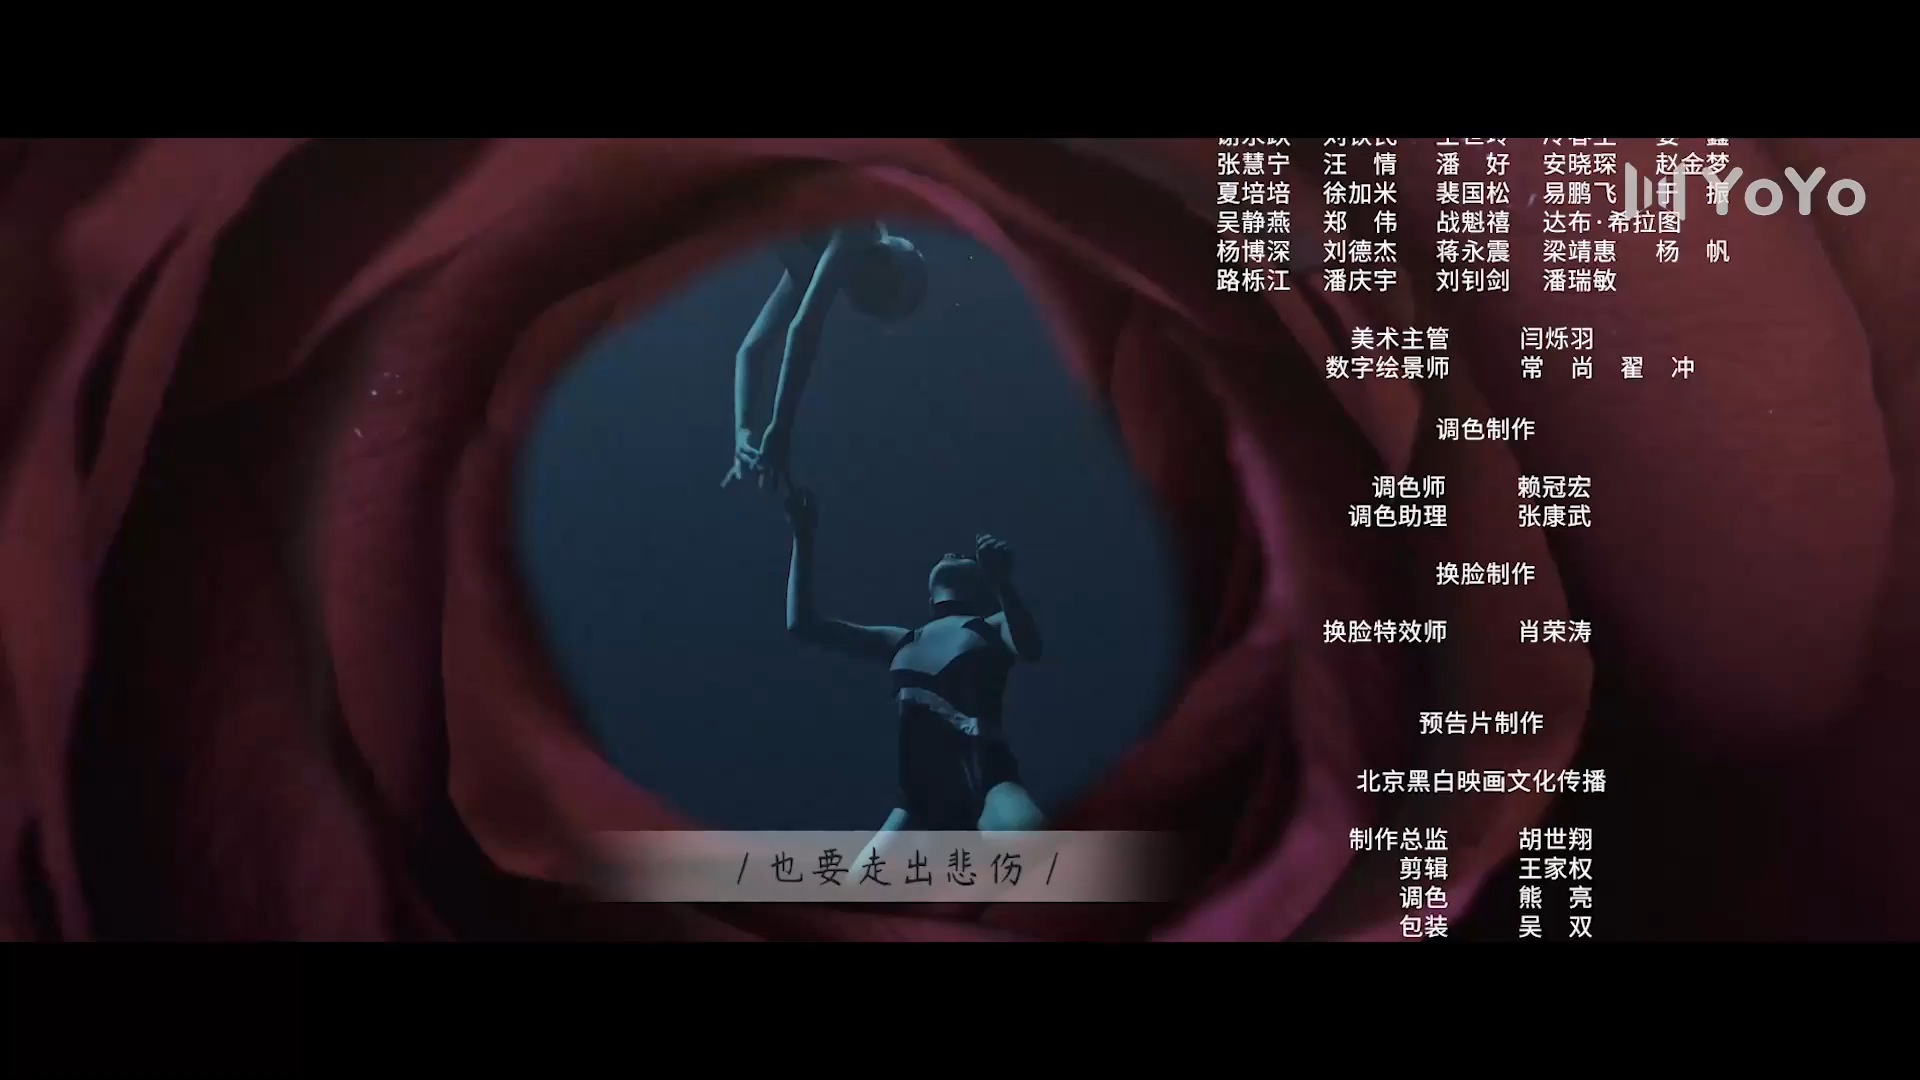 张慧宁 汪 情 潘 好 安晓琛 赵金梦
夏培培 徐加米 裴国松 易鹏飞 于 振
吴静燕 郑 伟 战魁禧 达布·希拉图
杨博深 刘德杰 蒋永震 梁靖惠 杨 帆
路栎江 潘庆宇 刘钊剑 潘瑞敏
美术主管 闫烁羽
数字绘景师 常 尚 翟 冲
调色制作
调色师 赖冠宏
调色助理 张康武
换脸制作
换脸特效师 肖荣涛
预告片制作
北京黑白映画文化传播
制作总监 胡世翔
剪辑 王家权
调色 熊 亮
包装 吴 双
YoYo
/ 也要走出悲伤 /